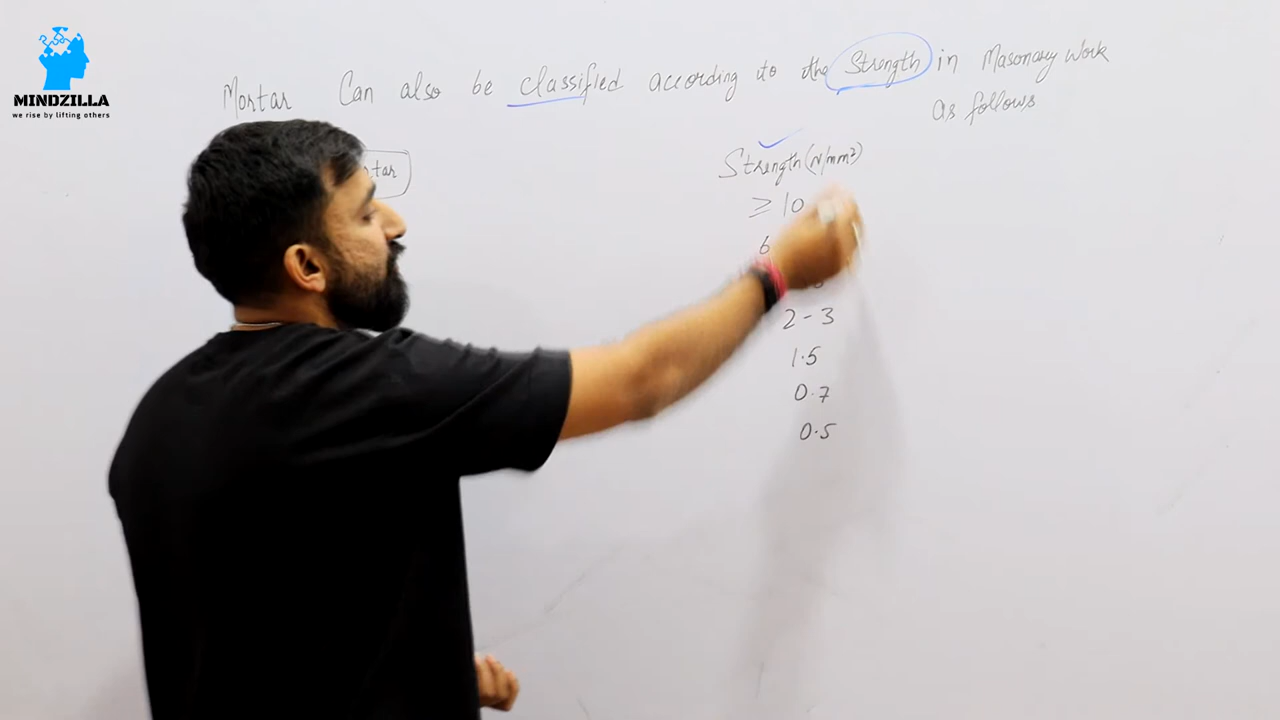 MINDZILLA
we rise by lifting others
Mortar Can also be classified according to the Strength in Masonary Work
as follows
Strength (N/mm²)
≥ 10
6
2 - 3
1.5
0.7
0.5